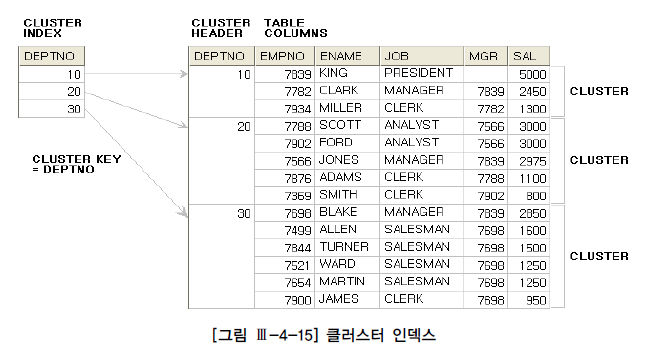 CLUSTER INDEX
CLUSTER HEADER
TABLE COLUMNS
DEPTNO
10
20
30
CLUSTER KEY
= DEPTNO
DEPTNO EMPNO ENAME JOB MGR SAL
10 7839 KING PRESIDENT 5000
7782 CLARK MANAGER 7839 2450
7934 MILLER CLERK 7782 1300
CLUSTER
20 7788 SCOTT ANALYST 7566 3000
7902 FORD ANALYST 7566 3000
7566 JONES MANAGER 7839 2975
7876 ADAMS CLERK 7788 1100
7369 SMITH CLERK 7902 800
CLUSTER
30 7698 BLAKE MANAGER 7839 2850
7499 ALLEN SALESMAN 7698 1600
7844 TURNER SALESMAN 7698 1500
7521 WARD SALESMAN 7698 1250
7654 MARTIN SALESMAN 7698 1250
7900 JAMES CLERK 7698 950
CLUSTER
[그림 Ⅲ-4-15] 클러스터 인덱스